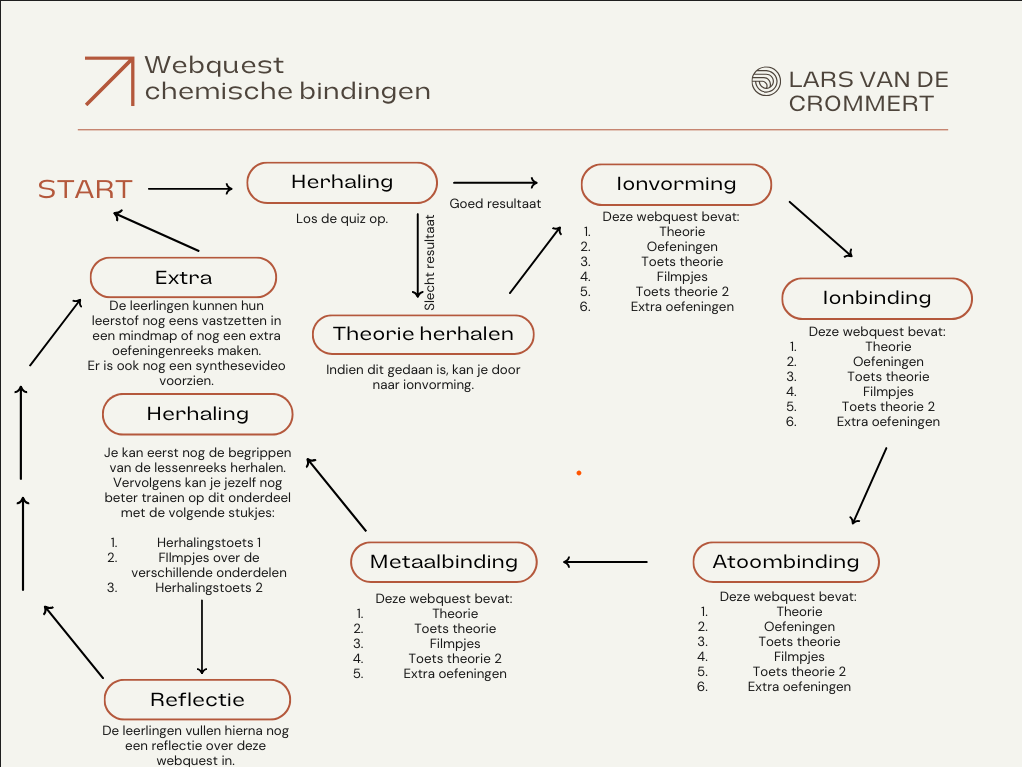 Webquest
chemische bindingen
LARS VAN DE
CROMMERT
START
Herhaling
Los de quiz op.
Goed resultaat
Slecht resultaat
Theorie herhalen
Indien dit gedaan is, kan je door
naar ionvorming.
Ionvorming
Deze webquest bevat:
1. Theorie
2. Oefeningen
3. Toets theorie
4. Filmpjes
5. Toets theorie 2
6. Extra oefeningen
Ionbinding
Deze webquest bevat:
1. Theorie
2. Oefeningen
3. Toets theorie
4. Filmpjes
5. Toets theorie 2
6. Extra oefeningen
Atoombinding
Deze webquest bevat:
1. Theorie
2. Oefeningen
3. Toets theorie
4. Filmpjes
5. Toets theorie 2
6. Extra oefeningen
Metaalbinding
Deze webquest bevat:
1. Theorie
2. Toets theorie
3. Filmpjes
4. Toets theorie 2
5. Extra oefeningen
Herhaling
Je kan eerst nog de begrippen
van de lessenreeks herhalen.
Vervolgens kan je jezelf nog
beter trainen op dit onderdeel
met de volgende stukjes:
1. Herhalingstoets 1
2. FIlmpjes over de
verschillende onderdelen
3. Herhalingstoets 2
Reflectie
De leerlingen vullen hierna nog
een reflectie over deze
webquest in.
Extra
De leerlingen kunnen hun
leerstof nog eens vastzetten in
een mindmap of nog een extra
oefeningenreeks maken.
Er is ook nog een synthesevideo
voorzien.